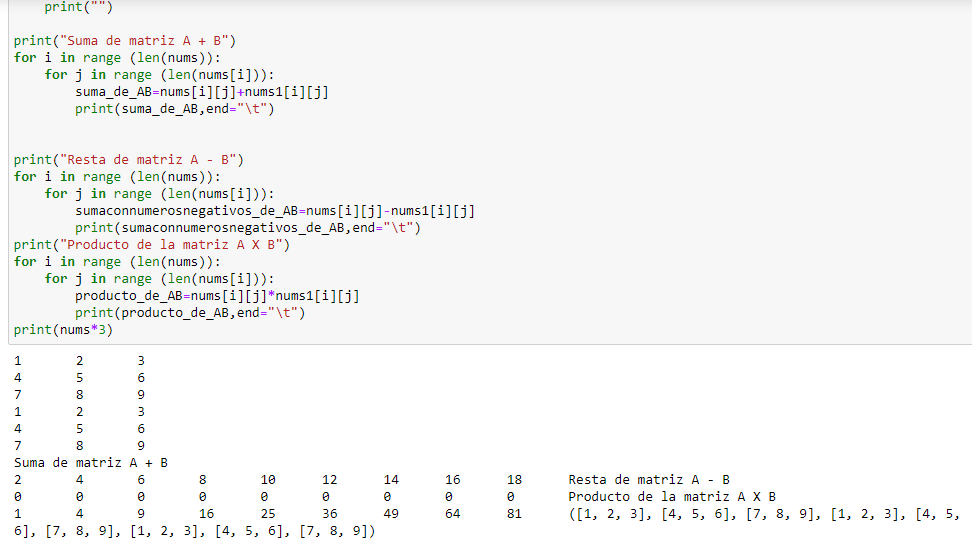 print("")

print("Suma de matriz A + B")
for i in range (len(nums)):
    for j in range (len(nums[i])):
        suma_de_AB=nums[i][j]+nums1[i][j]
        print(suma_de_AB,end="\t")


print("Resta de matriz A - B")
for i in range (len(nums)):
    for j in range (len(nums[i])):
        sumaconnumerosnegativos_de_AB=nums[i][j]-nums1[i][j]
        print(sumaconnumerosnegativos_de_AB,end="\t")
print("Producto de la matriz A X B")
for i in range (len(nums)):
    for j in range (len(nums[i])):
        producto_de_AB=nums[i][j]*nums1[i][j]
        print(producto_de_AB,end="\t")
print(nums*3)
1	2	3
4	5	6
7	8	9
1	2	3
4	5	6
7	8	9
Suma de matriz A + B
2	4	6	8	10	12	14	16	18	Resta de matriz A - B
0	0	0	0	0	0	0	0	0	Producto de la matriz A X B
1	4	9	16	25	36	49	64	81	([1, 2, 3], [4, 5, 6], [7, 8, 9], [1, 2, 3], [4, 5,
6], [7, 8, 9], [1, 2, 3], [4, 5, 6], [7, 8, 9])